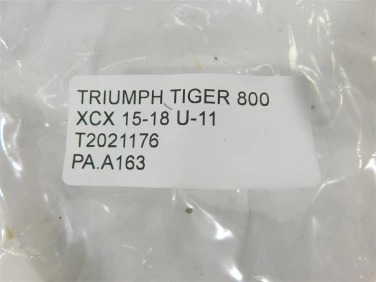 TRIUMPH TIGER 800
XCX 15-18 U-11
T2021176
PA.A163